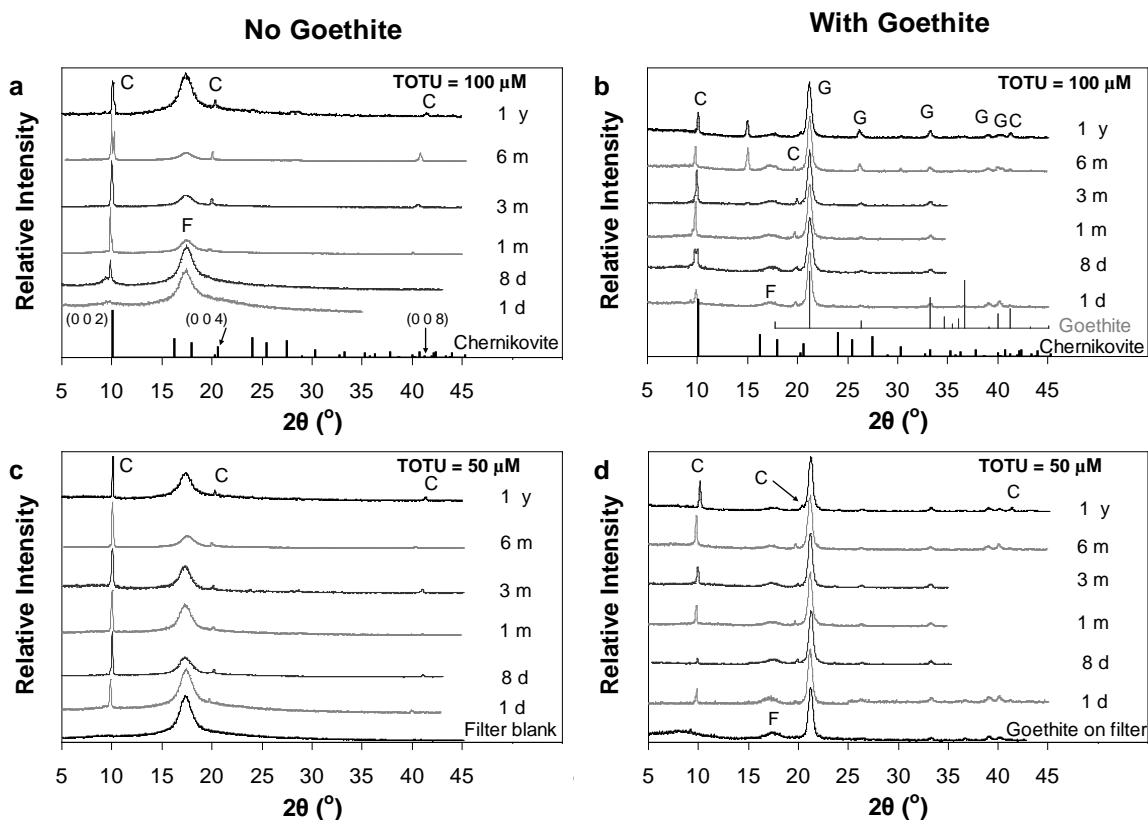 No Goethite
With Goethite
a
TOTU = 100 µM
C
C
C
1 y
6 m
3 m
F
1 m
8 d
1 d
(0 0 2)
(0 0 4)
(0 0 8)
Chernikovite
Relative Intensity
5 10 15 20 25 30 35 40 45
2θ (°)
b
TOTU = 100 µM
C
G
G
G
G
G
C
1 y
C
6 m
3 m
1 m
8 d
F
1 d
Goethite
Chernikovite
Relative Intensity
5 10 15 20 25 30 35 40 45
2θ (°)
c
TOTU = 50 µM
C
C
C
1 y
6 m
3 m
1 m
8 d
1 d
Filter blank
Relative Intensity
5 10 15 20 25 30 35 40 45
2θ (°)
d
TOTU = 50 µM
C
C
C
1 y
6 m
3 m
1 m
8 d
1 d
F
Goethite on filter
Relative Intensity
5 10 15 20 25 30 35 40 45
2θ (°)